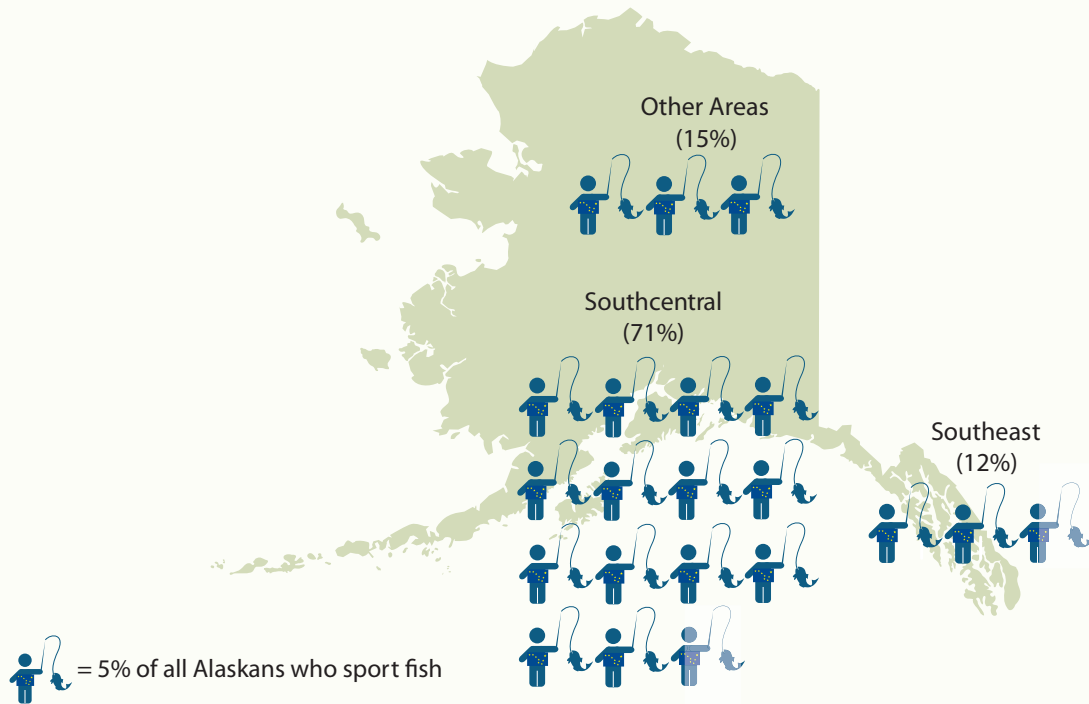 Other Areas
(15%)
Southcentral
(71%)
Southeast
(12%)
= 5% of all Alaskans who sport fish